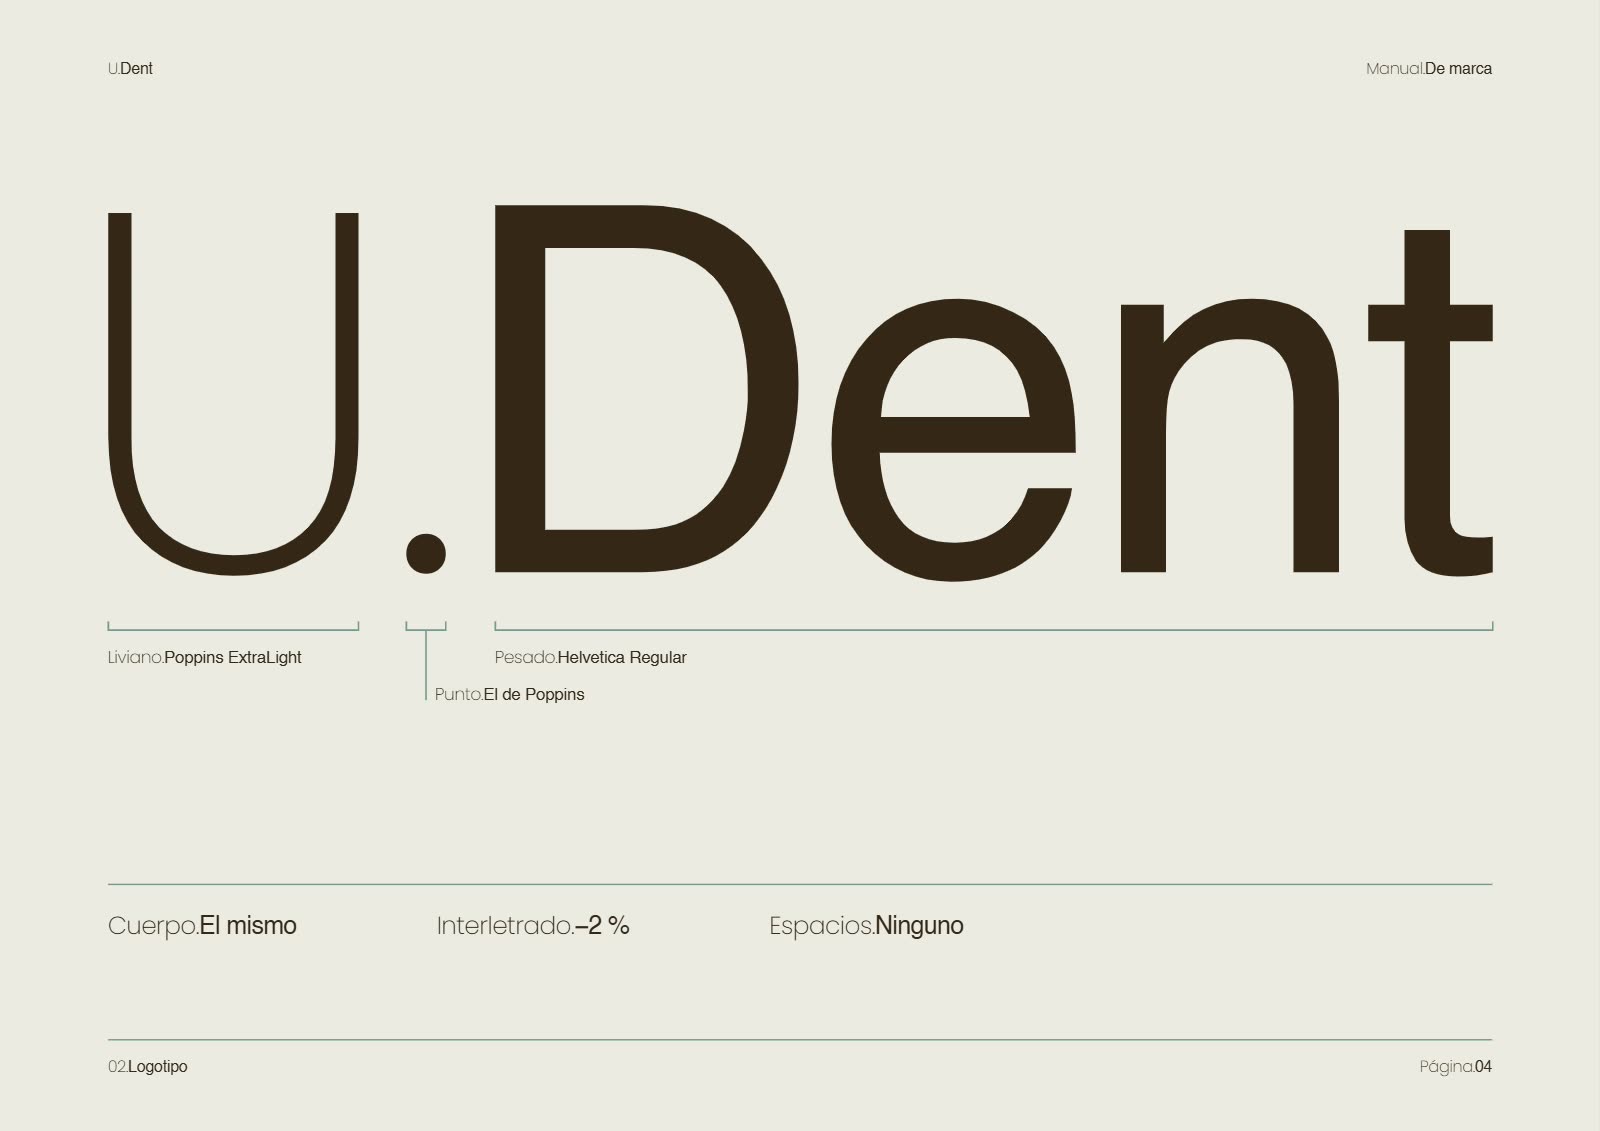 U.Dent
Manual.De marca
U.Dent
Liviano.Poppins ExtraLight
Pesado.Helvetica Regular
Punto.El de Poppins
Cuerpo.El mismo
Interletrado.–2 %
Espacios.Ninguno
02.Logotipo
Página.04